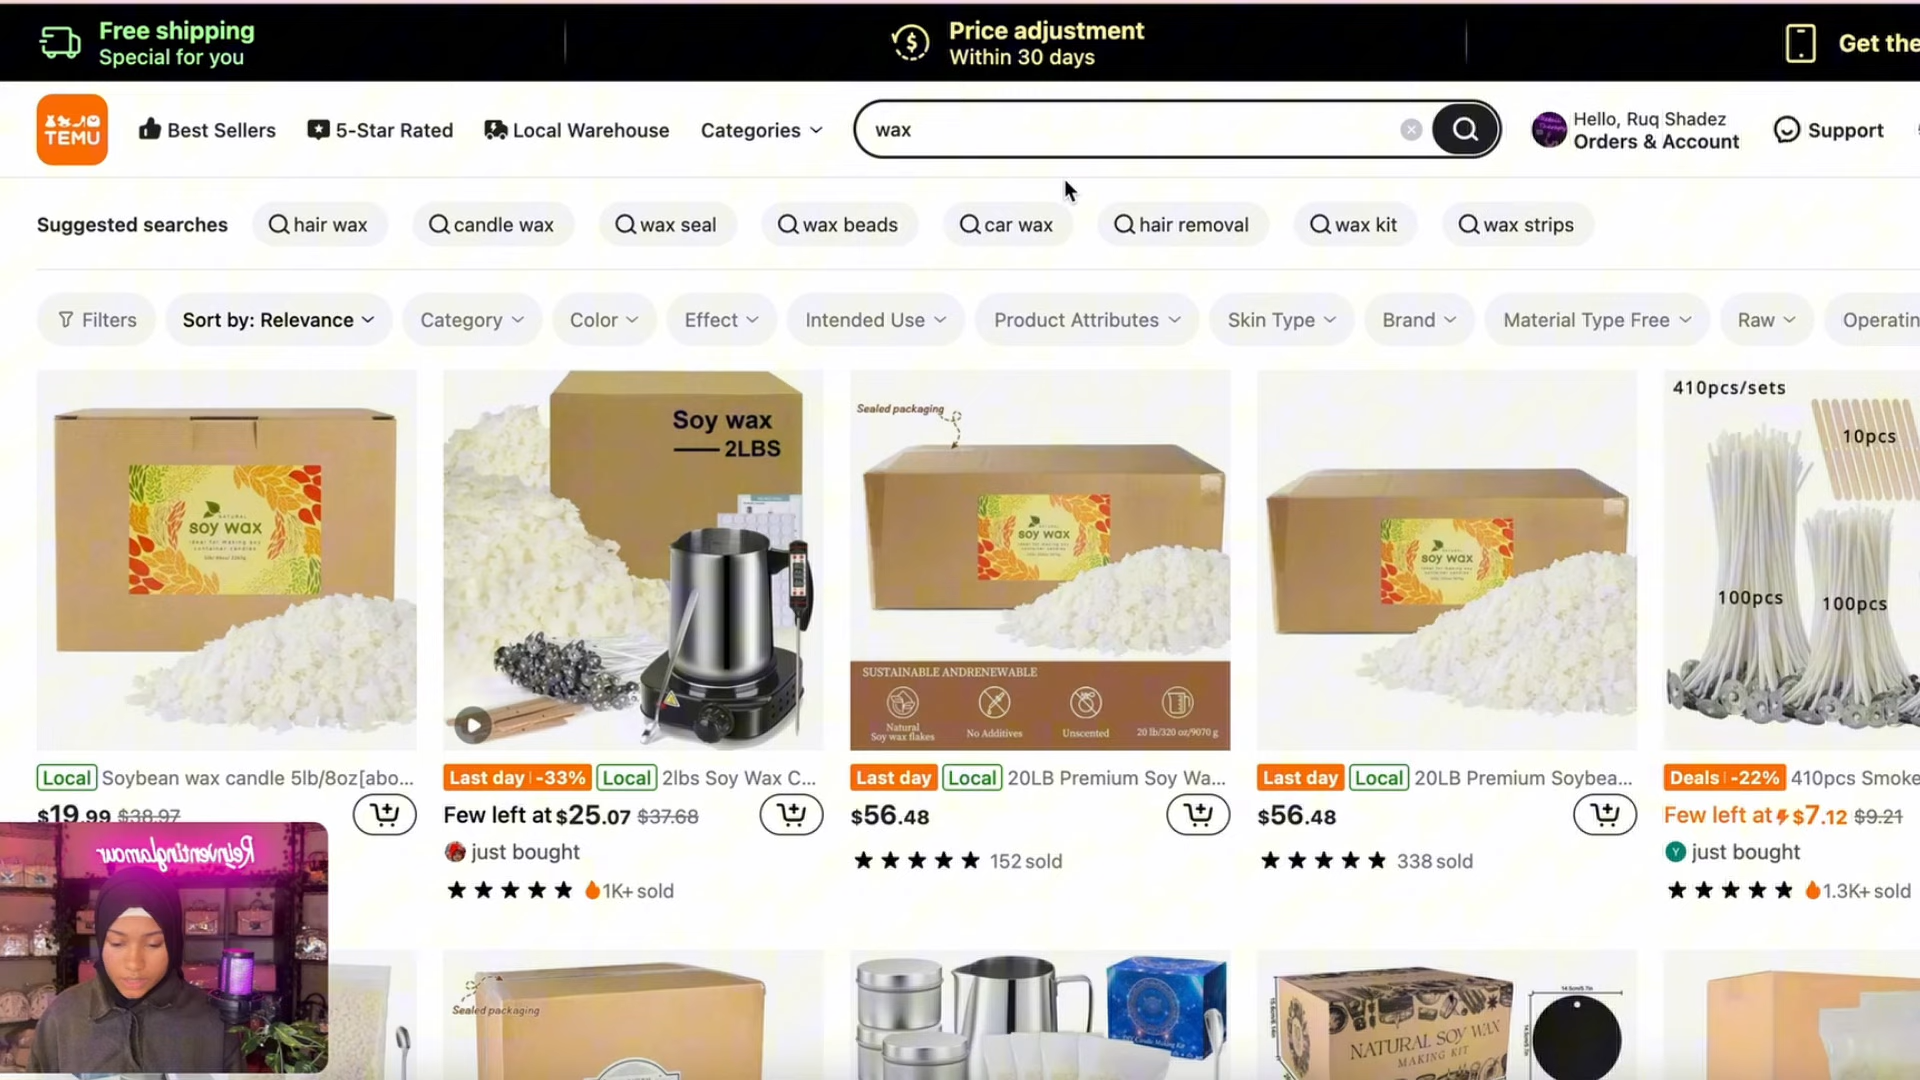 Free shipping
Special for you
Price adjustment
Within 30 days
Get the
TEMU
Best Sellers
5-Star Rated
Local Warehouse
Categories
wax
Hello, Ruq Shadez
Orders & Account
Support
Suggested searches
hair wax
candle wax
wax seal
wax beads
car wax
hair removal
wax kit
wax strips
Filters
Sort by: Relevance
Category
Color
Effect
Intended Use
Product Attributes
Skin Type
Brand
Material Type Free
Raw
Operatin
NATURAL
soy wax
ideal for making soy
container candles
Soy wax
2LBS
Sealed packaging
NATURAL
soy wax
SUSTAINABLE ANDRENEWABLE
Natural
Soy wax flakes
No Additives
Unscented
20 lb/320 oz/9070 g
NATURAL
soy wax
410pcs/sets
10pcs
100pcs
100pcs
Local Soybean wax candle 5lb/8oz[abo...
$19.99 $38.97
Last day -33% Local 2lbs Soy Wax C...
Few left at $25.07 $37.68
just bought
1K+ sold
Last day Local 20LB Premium Soy Wa...
$56.48
152 sold
Last day Local 20LB Premium Soybea...
$56.48
338 sold
Deals -22% 410pcs Smoke
Few left at $7.12 $9.21
Y just bought
1.3K+ sold
Reinventinglamour
Sealed packaging
NATURAL SOY WAX
MAKING KIT